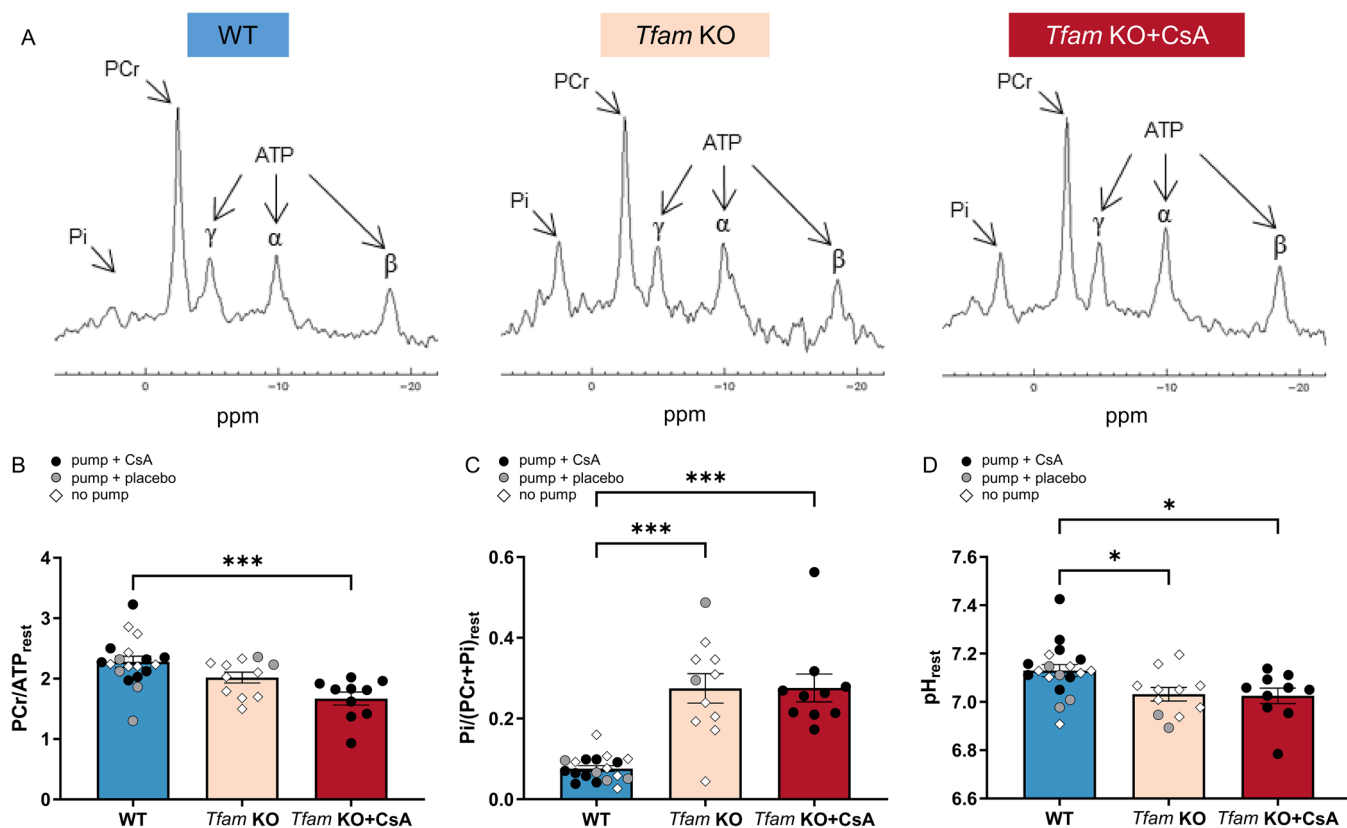 A
WT
Tfam KO
Tfam KO+CsA
PCr
ATP
Pi
γ
α
β
0
−10
−20
ppm
PCr
ATP
Pi
γ
α
β
0
−10
−20
ppm
PCr
ATP
Pi
γ
α
β
0
−10
−20
ppm
B
pump + CsA
pump + placebo
no pump
***
PCr/ATPrest
4
3
2
1
0
WT
Tfam KO
Tfam KO+CsA
C
pump + CsA
pump + placebo
no pump
***
***
Pi/(PCr+Pi)rest
0.6
0.4
0.2
0.0
WT
Tfam KO
Tfam KO+CsA
D
pump + CsA
pump + placebo
no pump
*
*
pHrest
7.6
7.4
7.2
7.0
6.8
6.6
WT
Tfam KO
Tfam KO+CsA